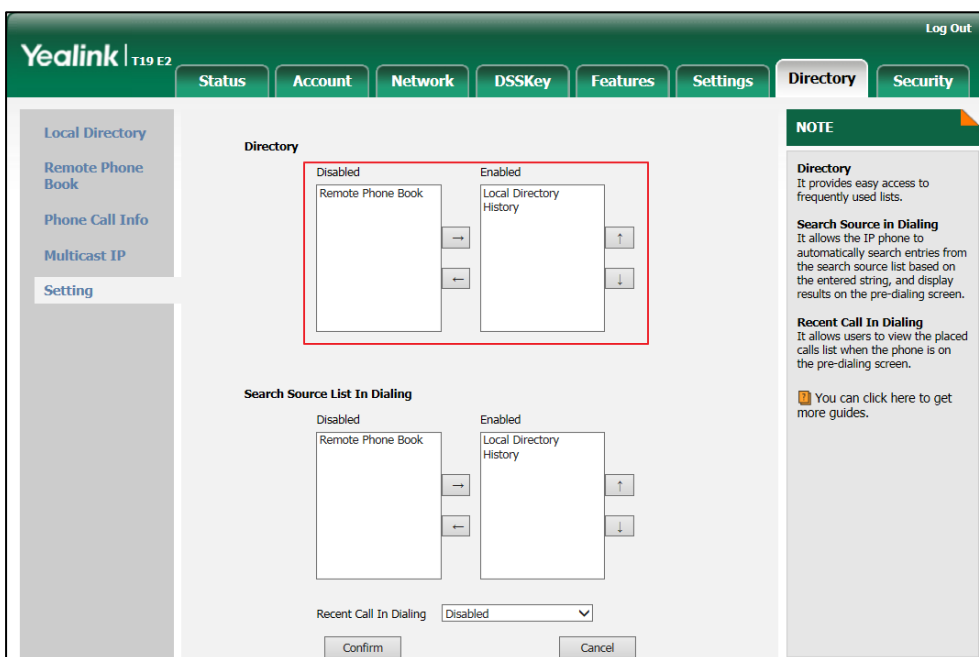 Log Out
Yealink T19 E2
Status Account Network DSSKey Features Settings Directory Security
Local Directory
Remote Phone
Book
Phone Call Info
Multicast IP
Setting
Directory
Disabled Enabled
Remote Phone Book Local Directory
History
→ ↑
← ↓
Search Source List In Dialing
Disabled Enabled
Remote Phone Book Local Directory
History
→ ↑
← ↓
Recent Call In Dialing Disabled
Confirm Cancel
NOTE
Directory
It provides easy access to
frequently used lists.
Search Source in Dialing
It allows the IP phone to
automatically search entries from
the search source list based on
the entered string, and display
results on the pre-dialing screen.
Recent Call In Dialing
It allows users to view the placed
calls list when the phone is on
the pre-dialing screen.
? You can click here to get
more guides.